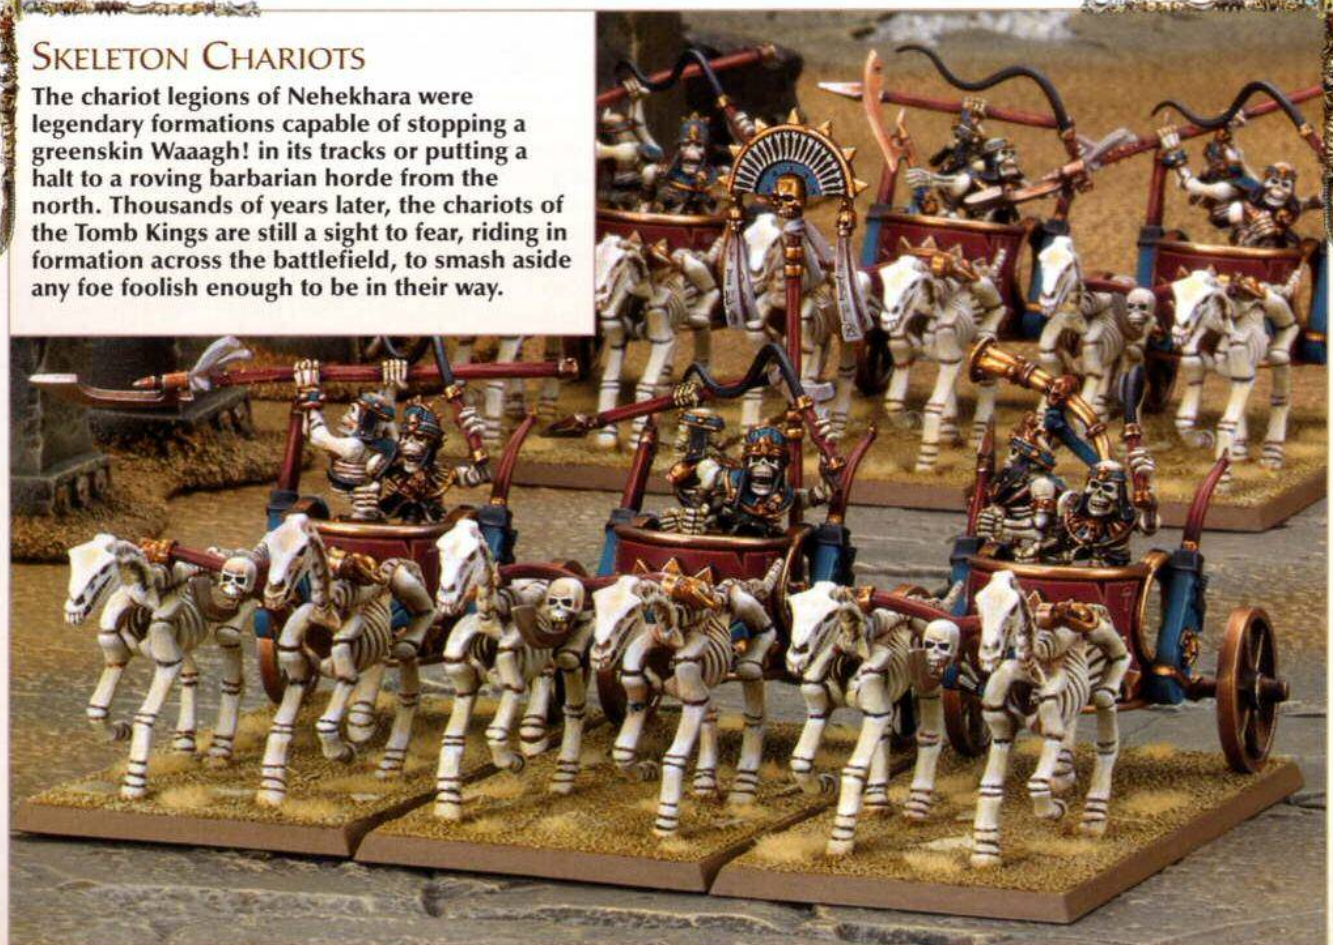 SKELETON CHARIOTS
The chariot legions of Nehekhara were
legendary formations capable of stopping a
greenskin Waaagh! in its tracks or putting a
halt to a roving barbarian horde from the
north. Thousands of years later, the chariots of
the Tomb Kings are still a sight to fear, riding in
formation across the battlefield, to smash aside
any foe foolish enough to be in their way.